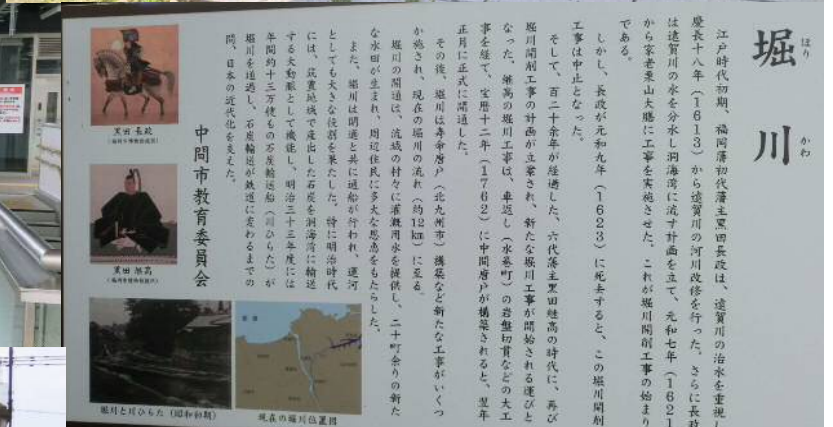 堀川
ほり かわ
江戸時代初期、福岡藩初代藩主黒田長政は、遠賀川の治水を重視し
慶長十八年（1613）から遠賀川の河川改修を行った。さらに長政
は遠賀川の水を分水し洞海湾に流す計画を立て、元和七年（1621
から家老栗山大膳に工事を実施させた。これが堀川開削工事の始まり
である。
しかし、長政が元和九年（1623）に死去すると、この堀川開削
工事は中止となった。
そして、百二十余年が経過した、六代藩主黒田継高の時代に、再び
堀川開削工事の計画が立案され、新たな堀川工事が開始される運びと
なった。継高の堀川工事は、車返し（水巻町）の岩盤切貫などの大工
事を経て、宝暦十二年（1762）に中間唐戸が構築されると、翌年
正月に正式に開通した。
その後、堀川は寿命唐戸（北九州市）構築など新たな工事がいくつ
か施され、現在の堀川の流れ（約12㎞）に至る。
堀川の開通は、流域の村々に灌漑用水を提供し、二十町余りの新た
な水田が生まれ、周辺住民に多大な恩恵をもたらした。
また、堀川は開通と共に通船が行われ、運河
としても大きな役割を果たした。特に明治時代
には、筑豊地域で産出した石炭を洞海湾に輸送
する大動脈として機能し、明治三十三年度には
年間約十三万艘もの石炭輸送船（川ひらた）が
堀川を通過し、石炭輸送が鉄道に変わるまでの
間、日本の近代化を支えた。
中間市教育委員会
黒田 長政
黒田 継高
堀川と川ひらた（昭和初期）
現在の堀川位置図